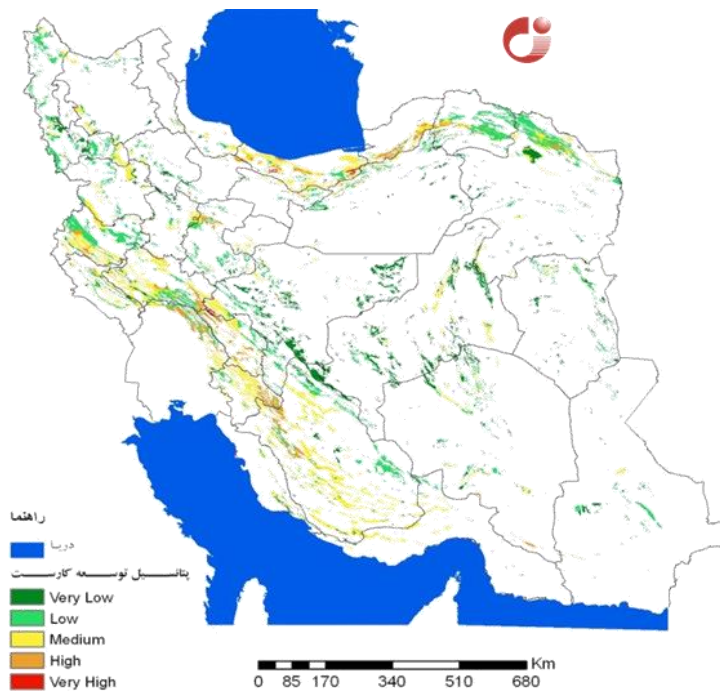 راهنما
دریا
پتانسیل توسعه کارست
Very Low
Low
Medium
High
Very High
Km
0 85 170 340 510 680